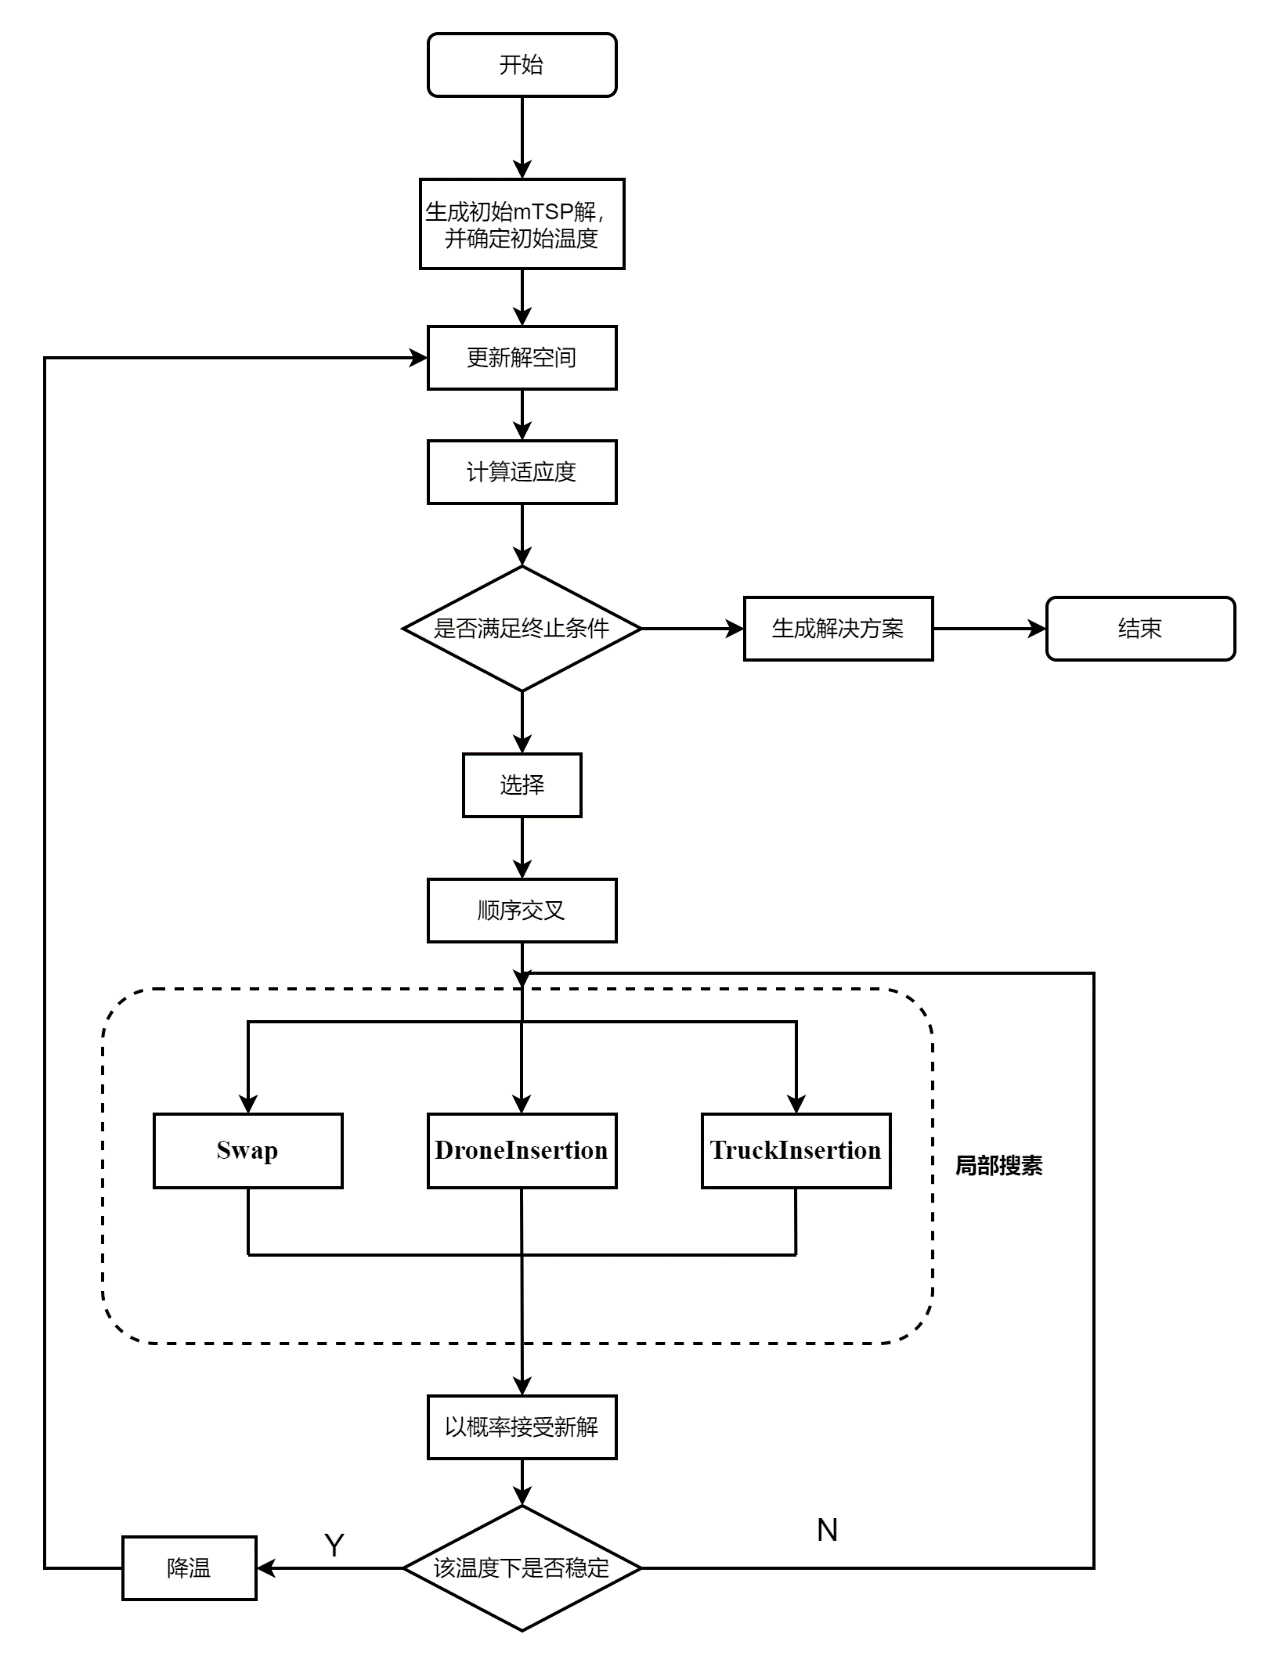 开始
生成初始mTSP解，
并确定初始温度
更新解空间
计算适应度
是否满足终止条件
生成解决方案
结束
选择
顺序交叉
Swap
DroneInsertion
TruckInsertion
局部搜素
以概率接受新解
该温度下是否稳定
Y
N
降温